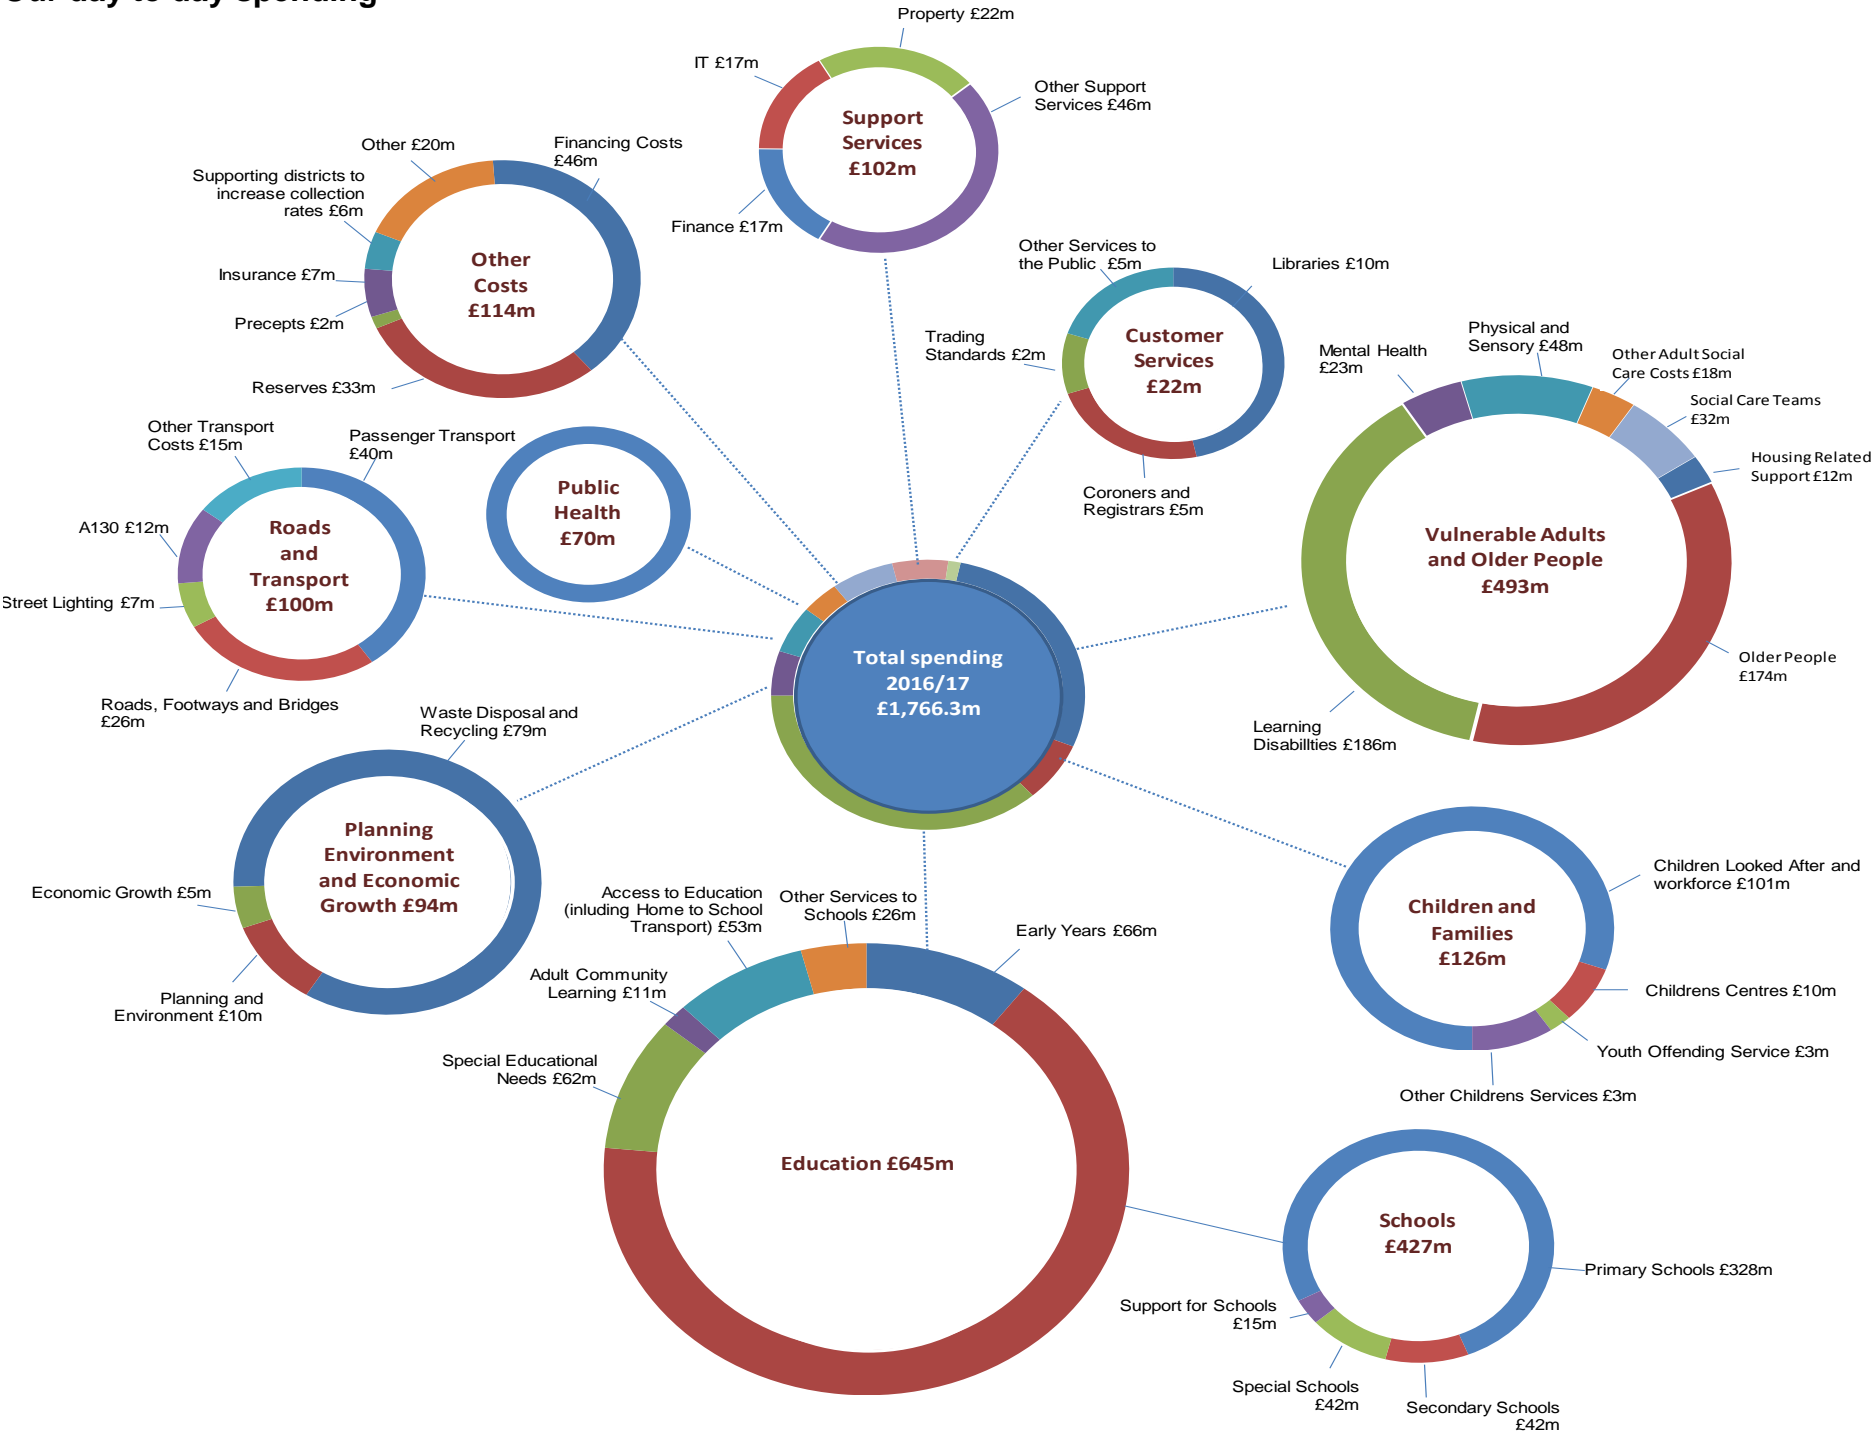 Our day to day spending
Property £22m
IT £17m
Other Support
Services £46m
Support
Services
£102m
Finance £17m
Other £20m
Financing Costs
£46m
Supporting districts to
increase collection
rates £6m
Insurance £7m
Precepts £2m
Reserves £33m
Other
Costs
£114m
Other Services to
the Public £5m
Libraries £10m
Trading
Standards £2m
Customer
Services
£22m
Coroners and
Registrars £5m
Mental Health
£23m
Physical and
Sensory £48m
Other Adult Social
Care Costs £18m
Social Care Teams
£32m
Housing Related
Support £12m
Vulnerable Adults
and Older People
£493m
Older People
£174m
Learning
Disabillties £186m
Other Transport
Costs £15m
Passenger Transport
£40m
A130 £12m
Street Lighting £7m
Roads
and
Transport
£100m
Roads, Footways and Bridges
£26m
Public
Health
£70m
Total spending
2016/17
£1,766.3m
Waste Disposal and
Recycling £79m
Planning
Environment
and Economic
Growth £94m
Economic Growth £5m
Planning and
Environment £10m
Access to Education
(inluding Home to School
Transport) £53m
Other Services to
Schools £26m
Early Years £66m
Adult Community
Learning £11m
Special Educational
Needs £62m
Education £645m
Children and
Families
£126m
Children Looked After and
workforce £101m
Childrens Centres £10m
Youth Offending Service £3m
Other Childrens Services £3m
Schools
£427m
Primary Schools £328m
Support for Schools
£15m
Special Schools
£42m
Secondary Schools
£42m